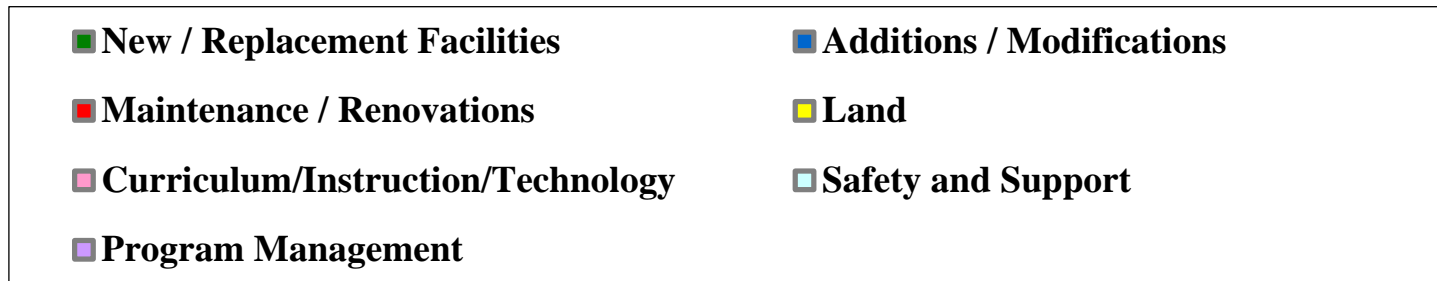 New / Replacement Facilities
Additions / Modifications
Maintenance / Renovations
Land
Curriculum/Instruction/Technology
Safety and Support
Program Management